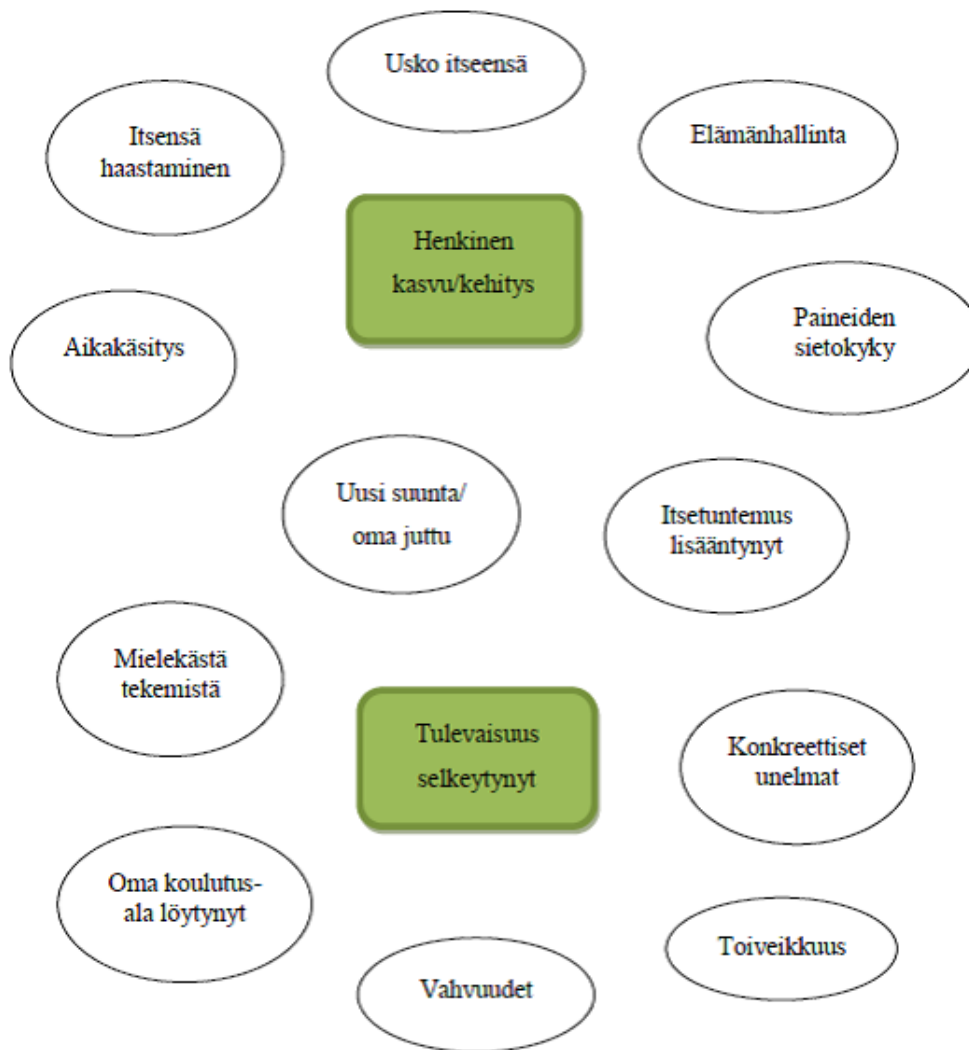 Usko itseensä
Itsensä
haastaminen
Elämänhallinta
Henkinen
kasvu/kehitys
Paineiden
sietokyky
Aikakäsitys
Uusi suunta/
oma juttu
Itsetuntemus
lisääntynyt
Mielekästä
tekemistä
Tulevaisuus
selkeytynyt
Konkreettiset
unelmat
Oma koulutus-
ala löytynyt
Toiveikkuus
Vahvuudet